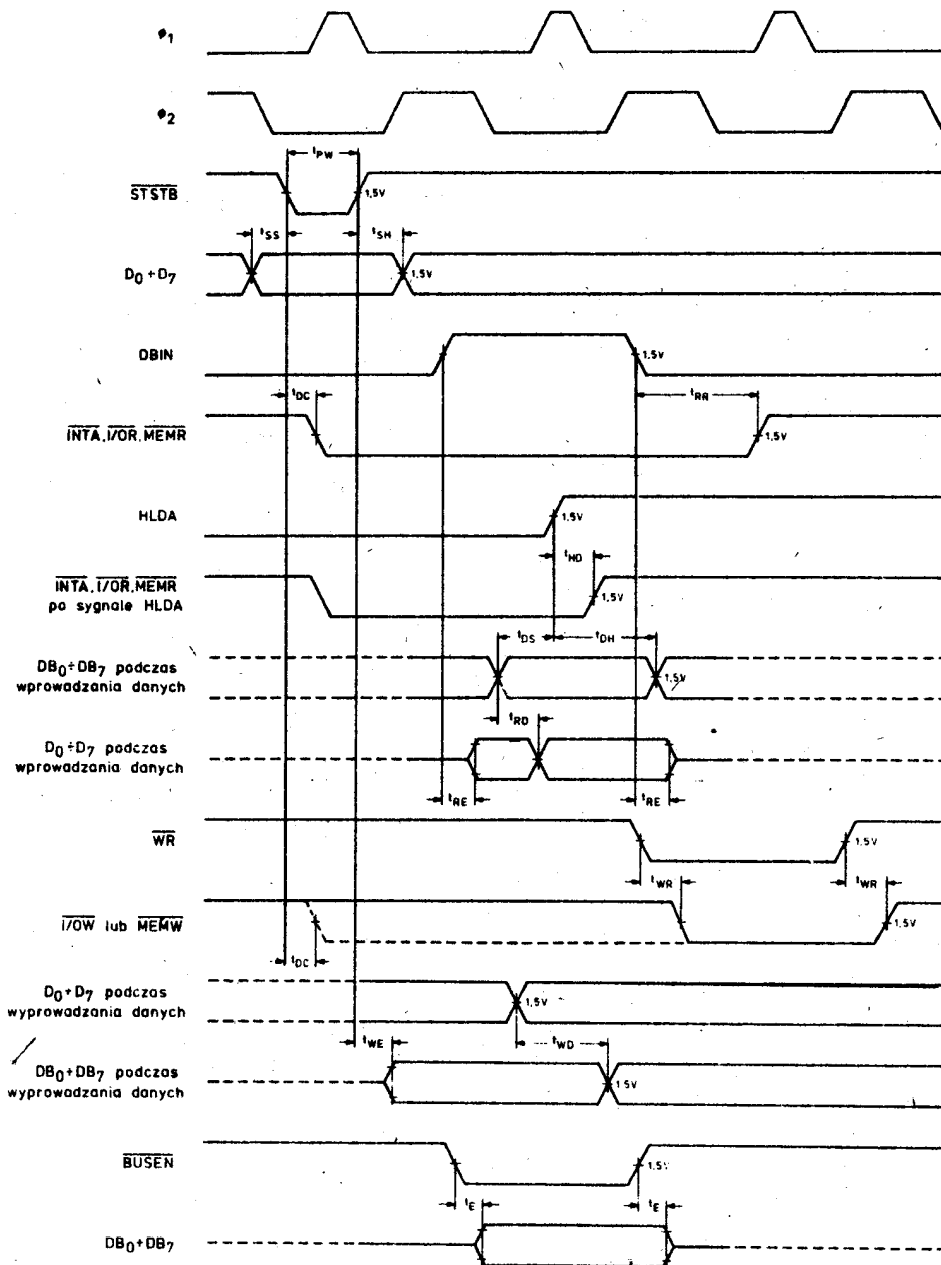 φ1
φ2
tPW
STSTB
1,5V
tSS
tSH
D0÷D7
1,5V
DBIN
1,5V
tDC
tRR
INTA, I/OR, MEMR
1,5V
HLDA
1,5V
tHD
INTA, I/OR, MEMR
po sygnale HLDA
1,5V
tDS
tDH
DB0÷DB7 podczas
wprowadzania danych
1,5V
tRD
D0÷D7 podczas
wprowadzania danych
tRE
tRE
WR
1,5V
tWR
tWR
I/OW lub MEMW
1,5V
tDC
D0÷D7 podczas
wyprowadzania danych
1,5V
tWE
tWD
DB0÷DB7 podczas
wyprowadzania danych
1,5V
BUSEN
1,5V
tE
tE
DB0÷DB7